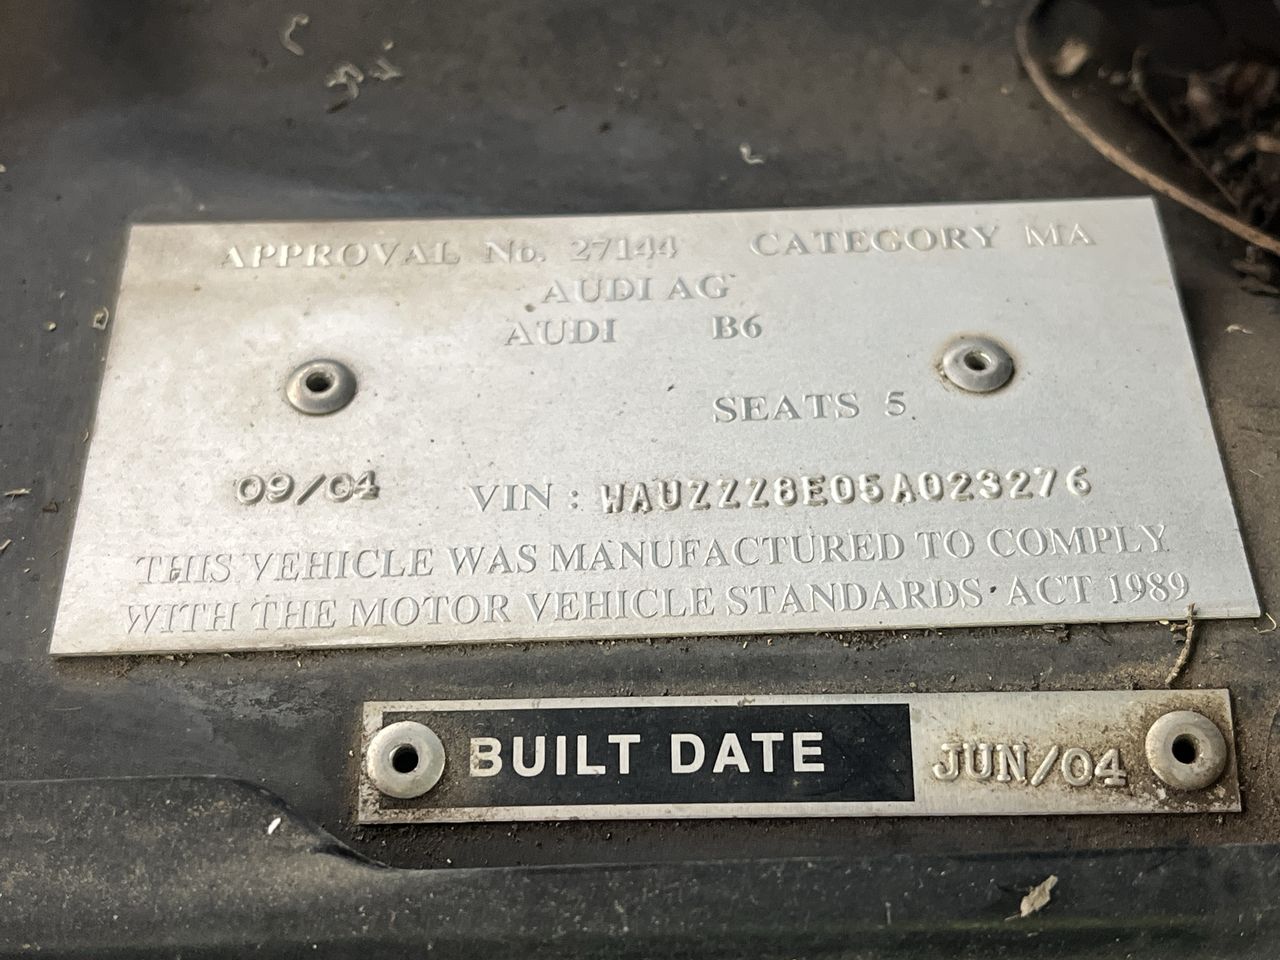 APPROVAL No. 27144 CATEGORY MA
AUDI AG
AUDI B6
SEATS 5
09/04 VIN : WAUZZZ8E05A023276
THIS VEHICLE WAS MANUFACTURED TO COMPLY
WITH THE MOTOR VEHICLE STANDARDS ACT 1989
BUILT DATE JUN/04